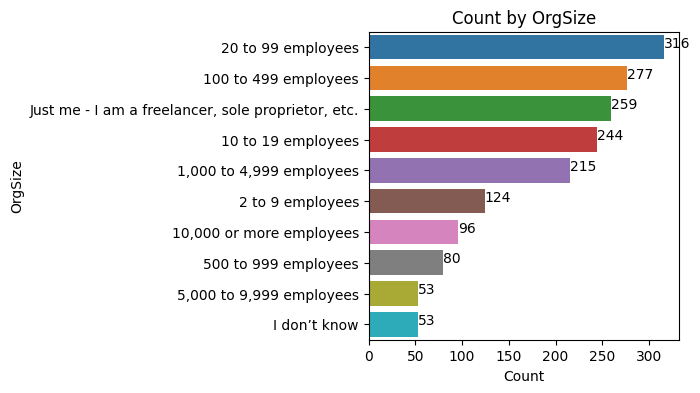 Count by OrgSize
OrgSize
20 to 99 employees 316
100 to 499 employees 277
Just me - I am a freelancer, sole proprietor, etc. 259
10 to 19 employees 244
1,000 to 4,999 employees 215
2 to 9 employees 124
10,000 or more employees 96
500 to 999 employees 80
5,000 to 9,999 employees 53
I don’t know 53
0 50 100 150 200 250 300
Count